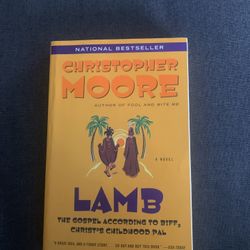 NATIONAL BESTSELLER
CHRISTOPHER
MOORE
AUTHOR OF FOOL AND BITE ME
A NOVEL
LAMB
THE GOSPEL ACCORDING TO BIFF,
CHRIST'S CHILDHOOD PAL